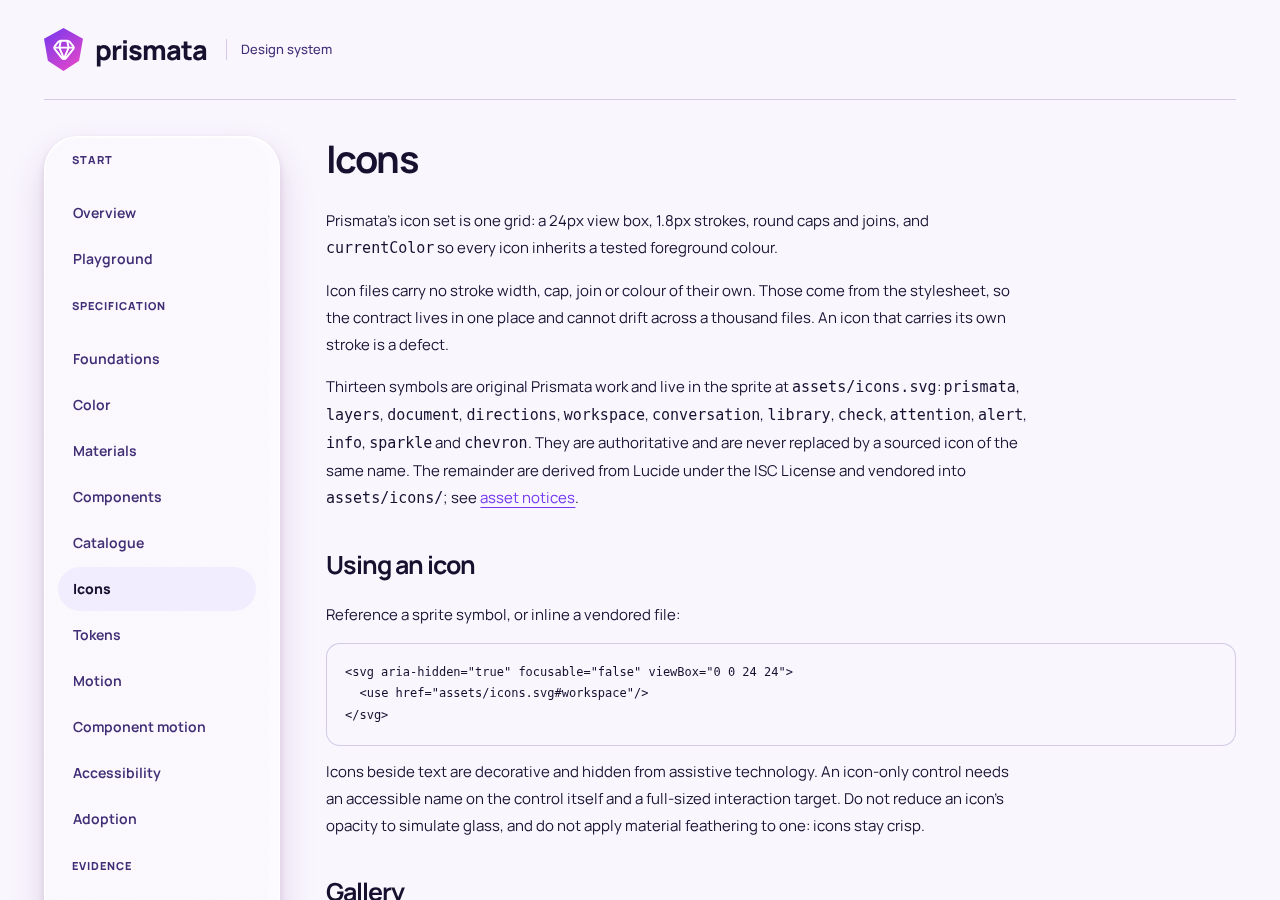 prismata
Design system
START
Overview
Playground
SPECIFICATION
Foundations
Color
Materials
Components
Catalogue
Icons
Tokens
Motion
Component motion
Accessibility
Adoption
EVIDENCE
Icons
Prismata's icon set is one grid: a 24px view box, 1.8px strokes, round caps and joins, and
currentColor so every icon inherits a tested foreground colour.
Icon files carry no stroke width, cap, join or colour of their own. Those come from the stylesheet, so
the contract lives in one place and cannot drift across a thousand files. An icon that carries its own
stroke is a defect.
Thirteen symbols are original Prismata work and live in the sprite at assets/icons.svg: prismata,
layers, document, directions, workspace, conversation, library, check, attention, alert,
info, sparkle and chevron. They are authoritative and are never replaced by a sourced icon of the
same name. The remainder are derived from Lucide under the ISC License and vendored into
assets/icons/; see asset notices.
Using an icon
Reference a sprite symbol, or inline a vendored file:
<svg aria-hidden="true" focusable="false" viewBox="0 0 24 24">
  <use href="assets/icons.svg#workspace"/>
</svg>
Icons beside text are decorative and hidden from assistive technology. An icon-only control needs
an accessible name on the control itself and a full-sized interaction target. Do not reduce an icon's
opacity to simulate glass, and do not apply material feathering to one: icons stay crisp.
Gallery